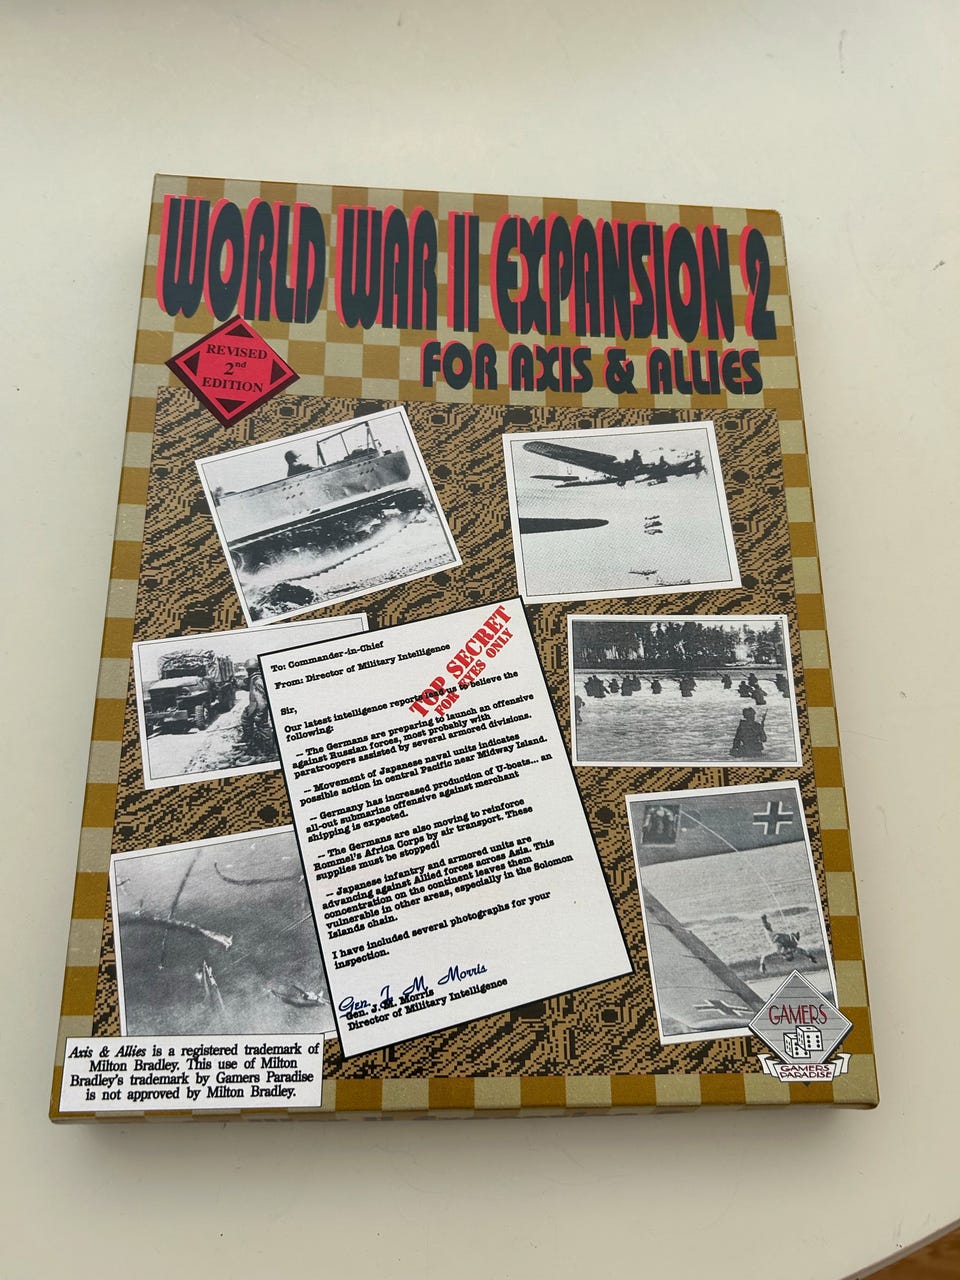 WORLD WAR II EXPANSION 2
FOR AXIS & ALLIES
REVISED
2nd
EDITION
To: Commander-in-Chief
From: Director of Military Intelligence
TOP SECRET
FOR EYES ONLY
Sir,
Our latest intelligence reports lead us to believe the
following:
-- The Germans are preparing to launch an offensive
against Russian forces, most probably with
paratroopers assisted by several armored divisions.
-- Movement of Japanese naval units indicates
possible action in central Pacific near Midway Island.
-- Germany has increased production of U-boats... an
all-out submarine offensive against merchant
shipping is expected.
-- The Germans are also moving to reinforce
Rommel's Africa Corps by air transport. These
supplies must be stopped!
-- Japanese infantry and armored units are
advancing against Allied forces across Asia. This
concentration on the continent leaves them
vulnerable in other areas, especially in the Solomon
Islands chain.
I have included several photographs for your
inspection.
Gen. J. M. Morris
Gen. J. M. Morris
Director of Military Intelligence
Axis & Allies is a registered trademark of
Milton Bradley. This use of Milton
Bradley's trademark by Gamers Paradise
is not approved by Milton Bradley.
GAMERS
GAMERS
PARADISE